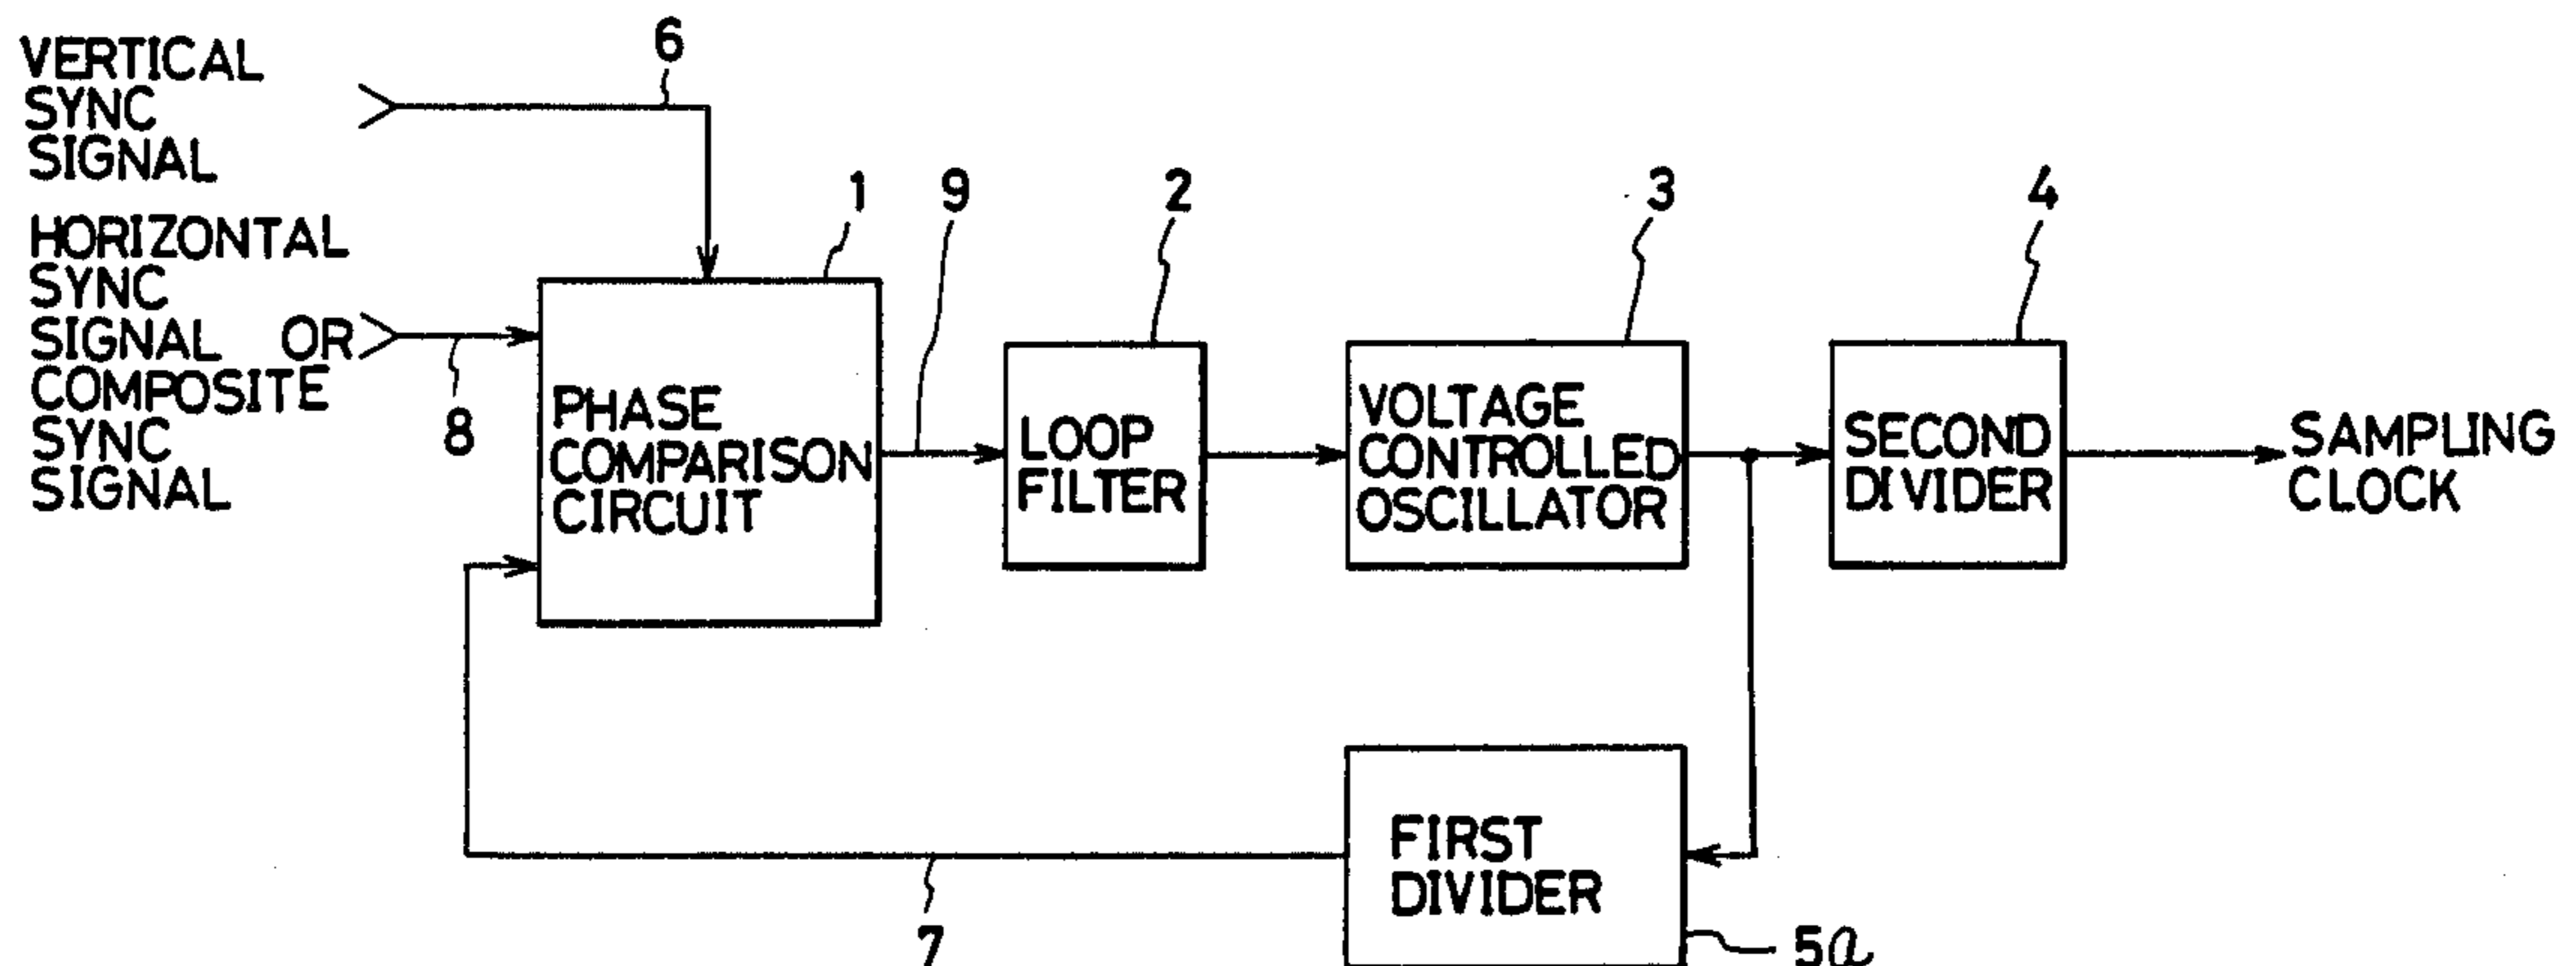 VERTICAL
SYNC
SIGNAL
6
HORIZONTAL
SYNC
SIGNAL OR
COMPOSITE
SYNC
SIGNAL
8
1
9
2
3
4
PHASE
COMPARISON
CIRCUIT
LOOP
FILTER
VOLTAGE
CONTROLLED
OSCILLATOR
SECOND
DIVIDER
SAMPLING
CLOCK
FIRST
DIVIDER
7
5a